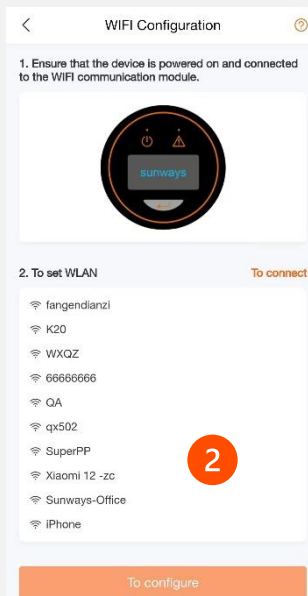 WIFI Configuration
1. Ensure that the device is powered on and connected
to the WIFI communication module.
sunways
2. To set WLAN To connect
fangendianzi
K20
WXQZ
66666666
QA
qx502
SuperPP
Xiaomi 12 -zc
2
Sunways-Office
iPhone
To configure